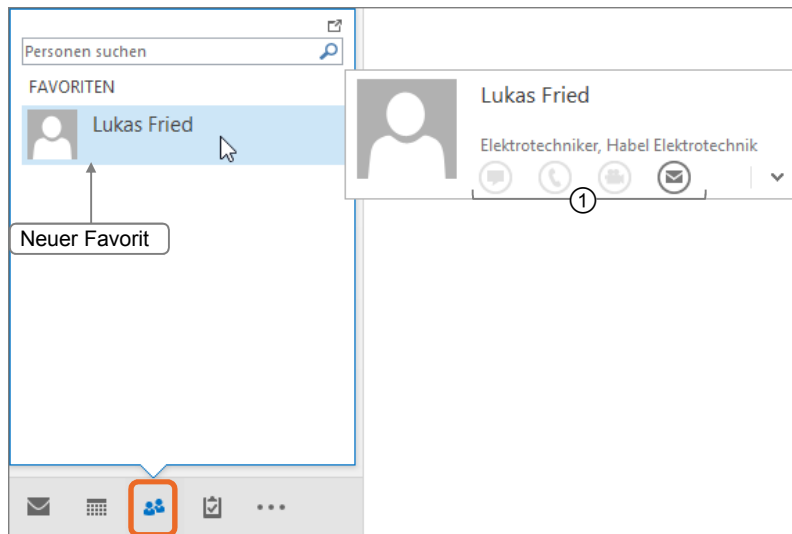 Personen suchen
FAVORITEN
Lukas Fried
Neuer Favorit
Lukas Fried
Elektrotechniker, Habel Elektrotechnik
①